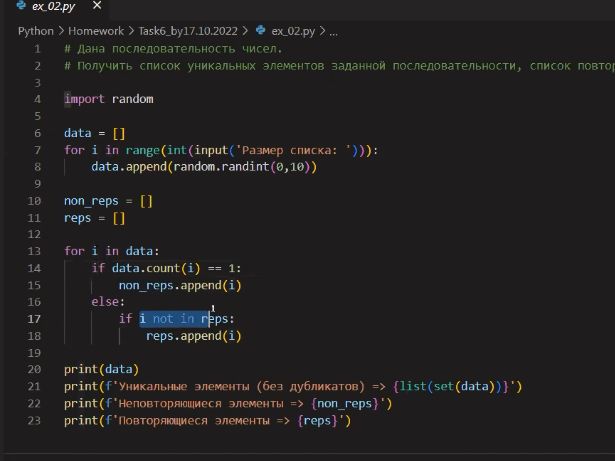 ex_02.py
Python > Homework > Task6_by17.10.2022 > ex_02.py > ...
1 # Дана последовательность чисел.
2 # Получить список уникальных элементов заданной последовательности, список повтор
3
4 import random
5
6 data = []
7 for i in range(int(input('Размер списка: '))):
8     data.append(random.randint(0,10))
9
10 non_reps = []
11 reps = []
12
13 for i in data:
14     if data.count(i) == 1:
15         non_reps.append(i)
16     else:
17         if i not in reps:
18             reps.append(i)
19
20 print(data)
21 print(f'Уникальные элементы (без дубликатов) => {list(set(data))}')
22 print(f'Неповторяющиеся элементы => {non_reps}')
23 print(f'Повторяющиеся элементы => {reps}')